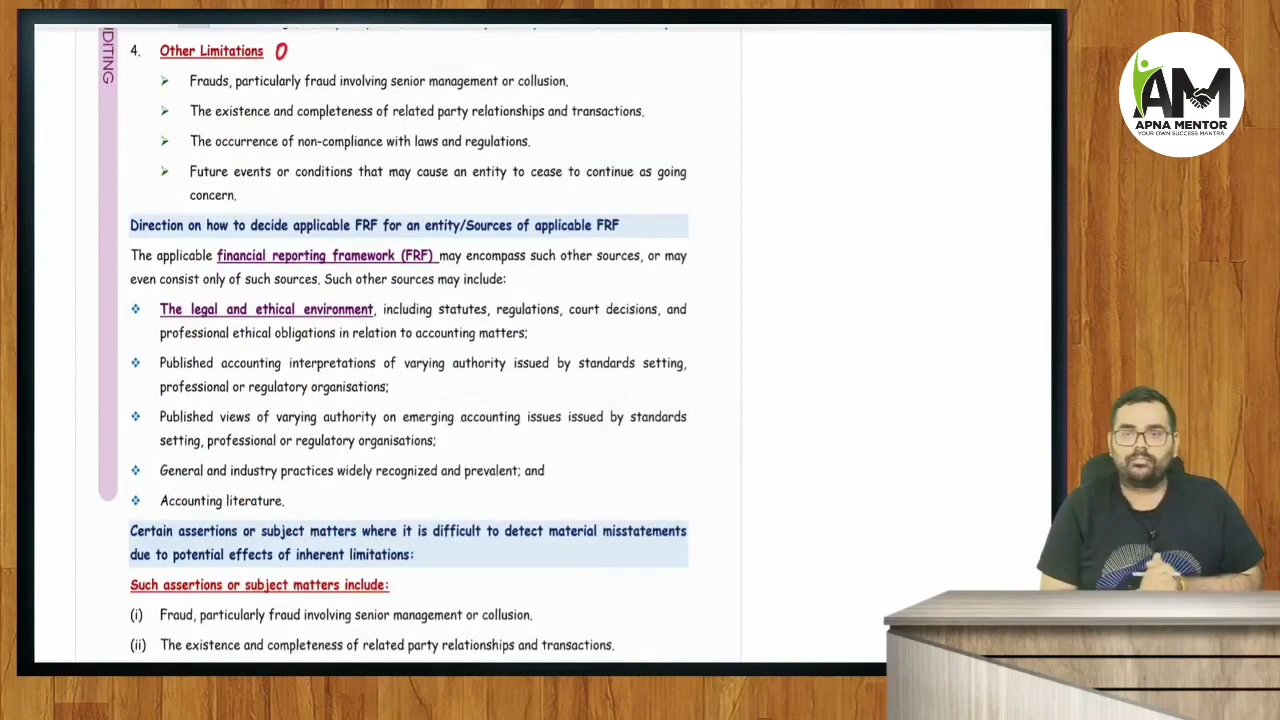 DITING
4. Other Limitations
Frauds, particularly fraud involving senior management or collusion.
The existence and completeness of related party relationships and transactions.
The occurrence of non-compliance with laws and regulations.
Future events or conditions that may cause an entity to cease to continue as going
concern.
Direction on how to decide applicable FRF for an entity/Sources of applicable FRF
The applicable financial reporting framework (FRF) may encompass such other sources, or may
even consist only of such sources. Such other sources may include:
The legal and ethical environment, including statutes, regulations, court decisions, and
professional ethical obligations in relation to accounting matters;
Published accounting interpretations of varying authority issued by standards setting,
professional or regulatory organisations;
Published views of varying authority on emerging accounting issues issued by standards
setting, professional or regulatory organisations;
General and industry practices widely recognized and prevalent; and
Accounting literature.
Certain assertions or subject matters where it is difficult to detect material misstatements
due to potential effects of inherent limitations:
Such assertions or subject matters include:
(i) Fraud, particularly fraud involving senior management or collusion.
(ii) The existence and completeness of related party relationships and transactions.
AM
APNA MENTOR
YOUR OWN SUCCESS MANTRA